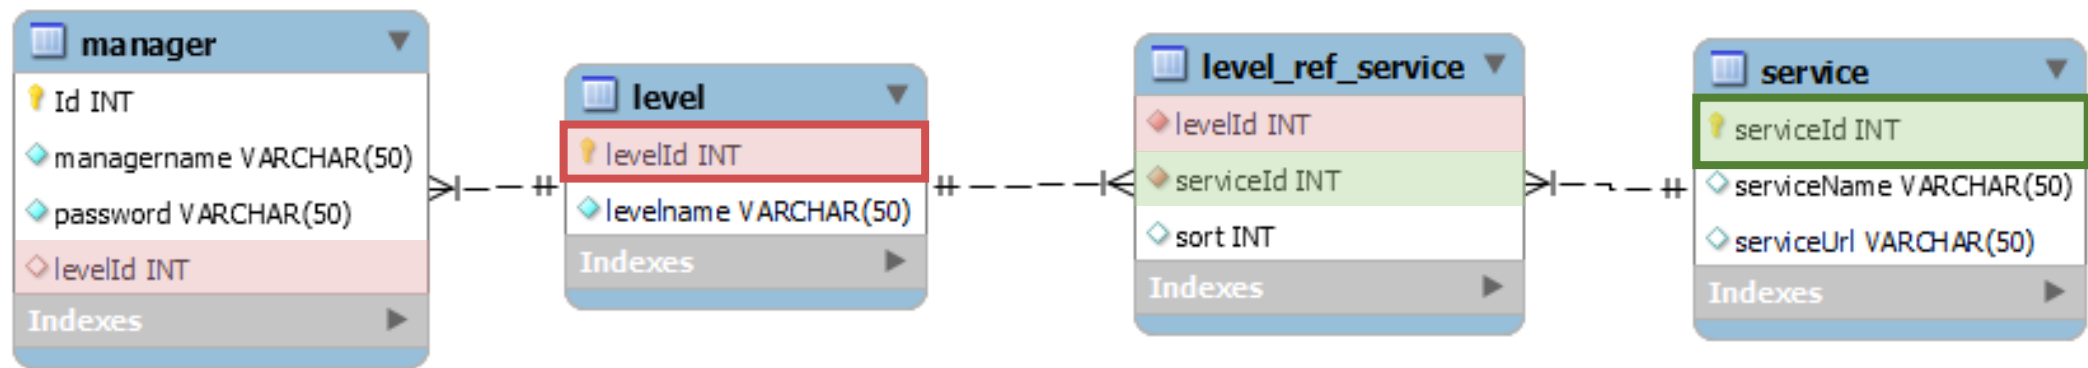 manager
Id INT
managername VARCHAR(50)
password VARCHAR(50)
levelId INT
Indexes
level
levelId INT
levelname VARCHAR(50)
Indexes
level_ref_service
levelId INT
serviceId INT
sort INT
Indexes
service
serviceId INT
serviceName VARCHAR(50)
serviceUrl VARCHAR(50)
Indexes